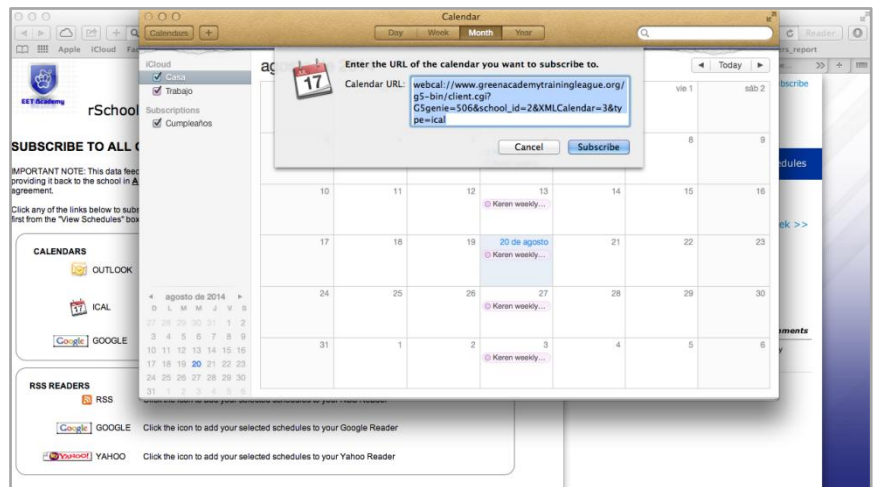 Calendar
Calendars +
Day Week Month Year
Reader
Apple iCloud
iCloud
Casa
Trabajo
Subscriptions
Cumpleaños
Today
vie 1 sáb 2
8 9
10 11 12 13 14 15 16
Keren weekly...
17 18 19 20 de agosto 21 22 23
Keren weekly...
24 25 26 27 28 29 30
Keren weekly...
31 1 2 3 4 5 6
Keren weekly...
agosto de 2014
D L M M J V S
27 28 29 30 31 1 2
3 4 5 6 7 8 9
10 11 12 13 14 15 16
17 18 19 20 21 22 23
24 25 26 27 28 29 30
31 1 2 3 4 5 6
Enter the URL of the calendar you want to subscribe to.
Calendar URL:
webcal://www.greenacademytrainingleague.org/
g5-bin/client.cgi?
G5genie=506&school_id=2&XMLCalendar=3&ty
pe=ical
Cancel Subscribe
EET Academy
rSchool
SUBSCRIBE TO ALL
IMPORTANT NOTE: This data feed
providing it back to the school in
agreement.
Click any of the links below to
first from the "View Schedules" box
CALENDARS
OUTLOOK
17 ICAL
Google GOOGLE
RSS READERS
RSS Click the icon to add your selected schedules to your RSS Reader
Google GOOGLE Click the icon to add your selected schedules to your Google Reader
YAHOO! YAHOO Click the icon to add your selected schedules to your Yahoo Reader
>>